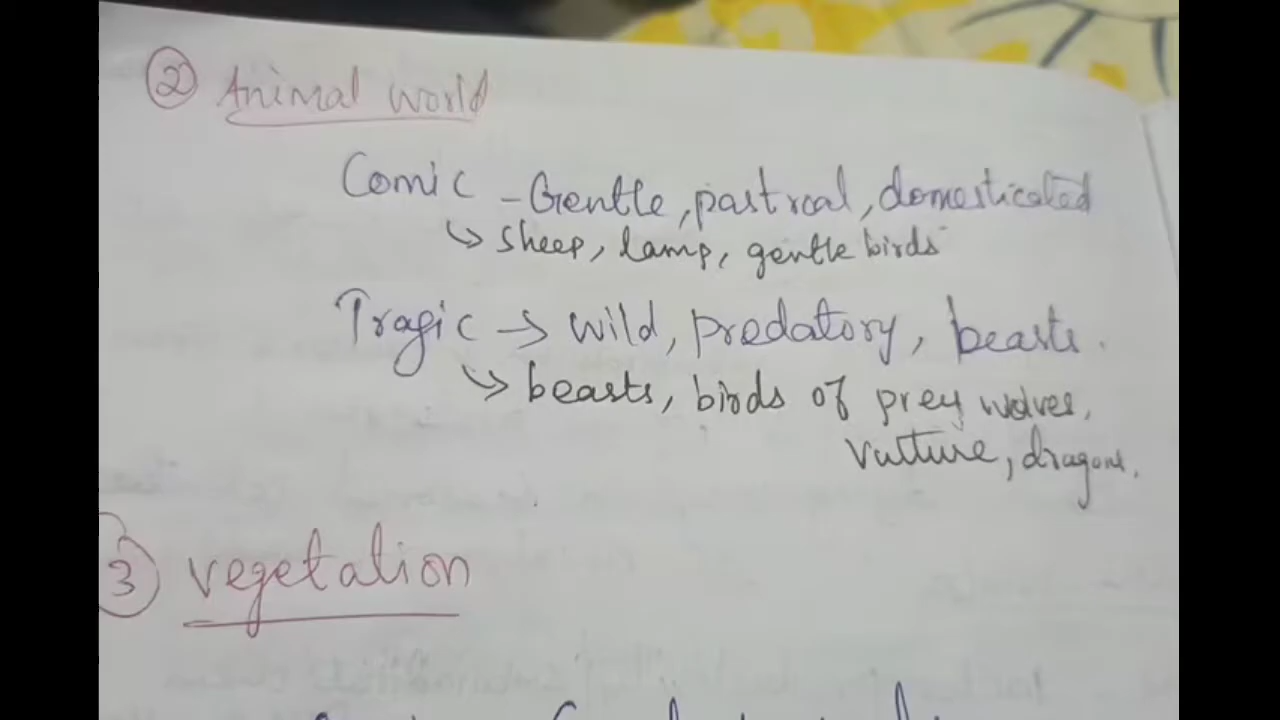 ② Animal world
Comic - Gentle, pastroal, domesticated
↳ sheep, lamp, gentle birds
Tragic → wild, predatory, beasts.
↳ beasts, birds of prey wolves,
vulture, dragons.
③ vegetation